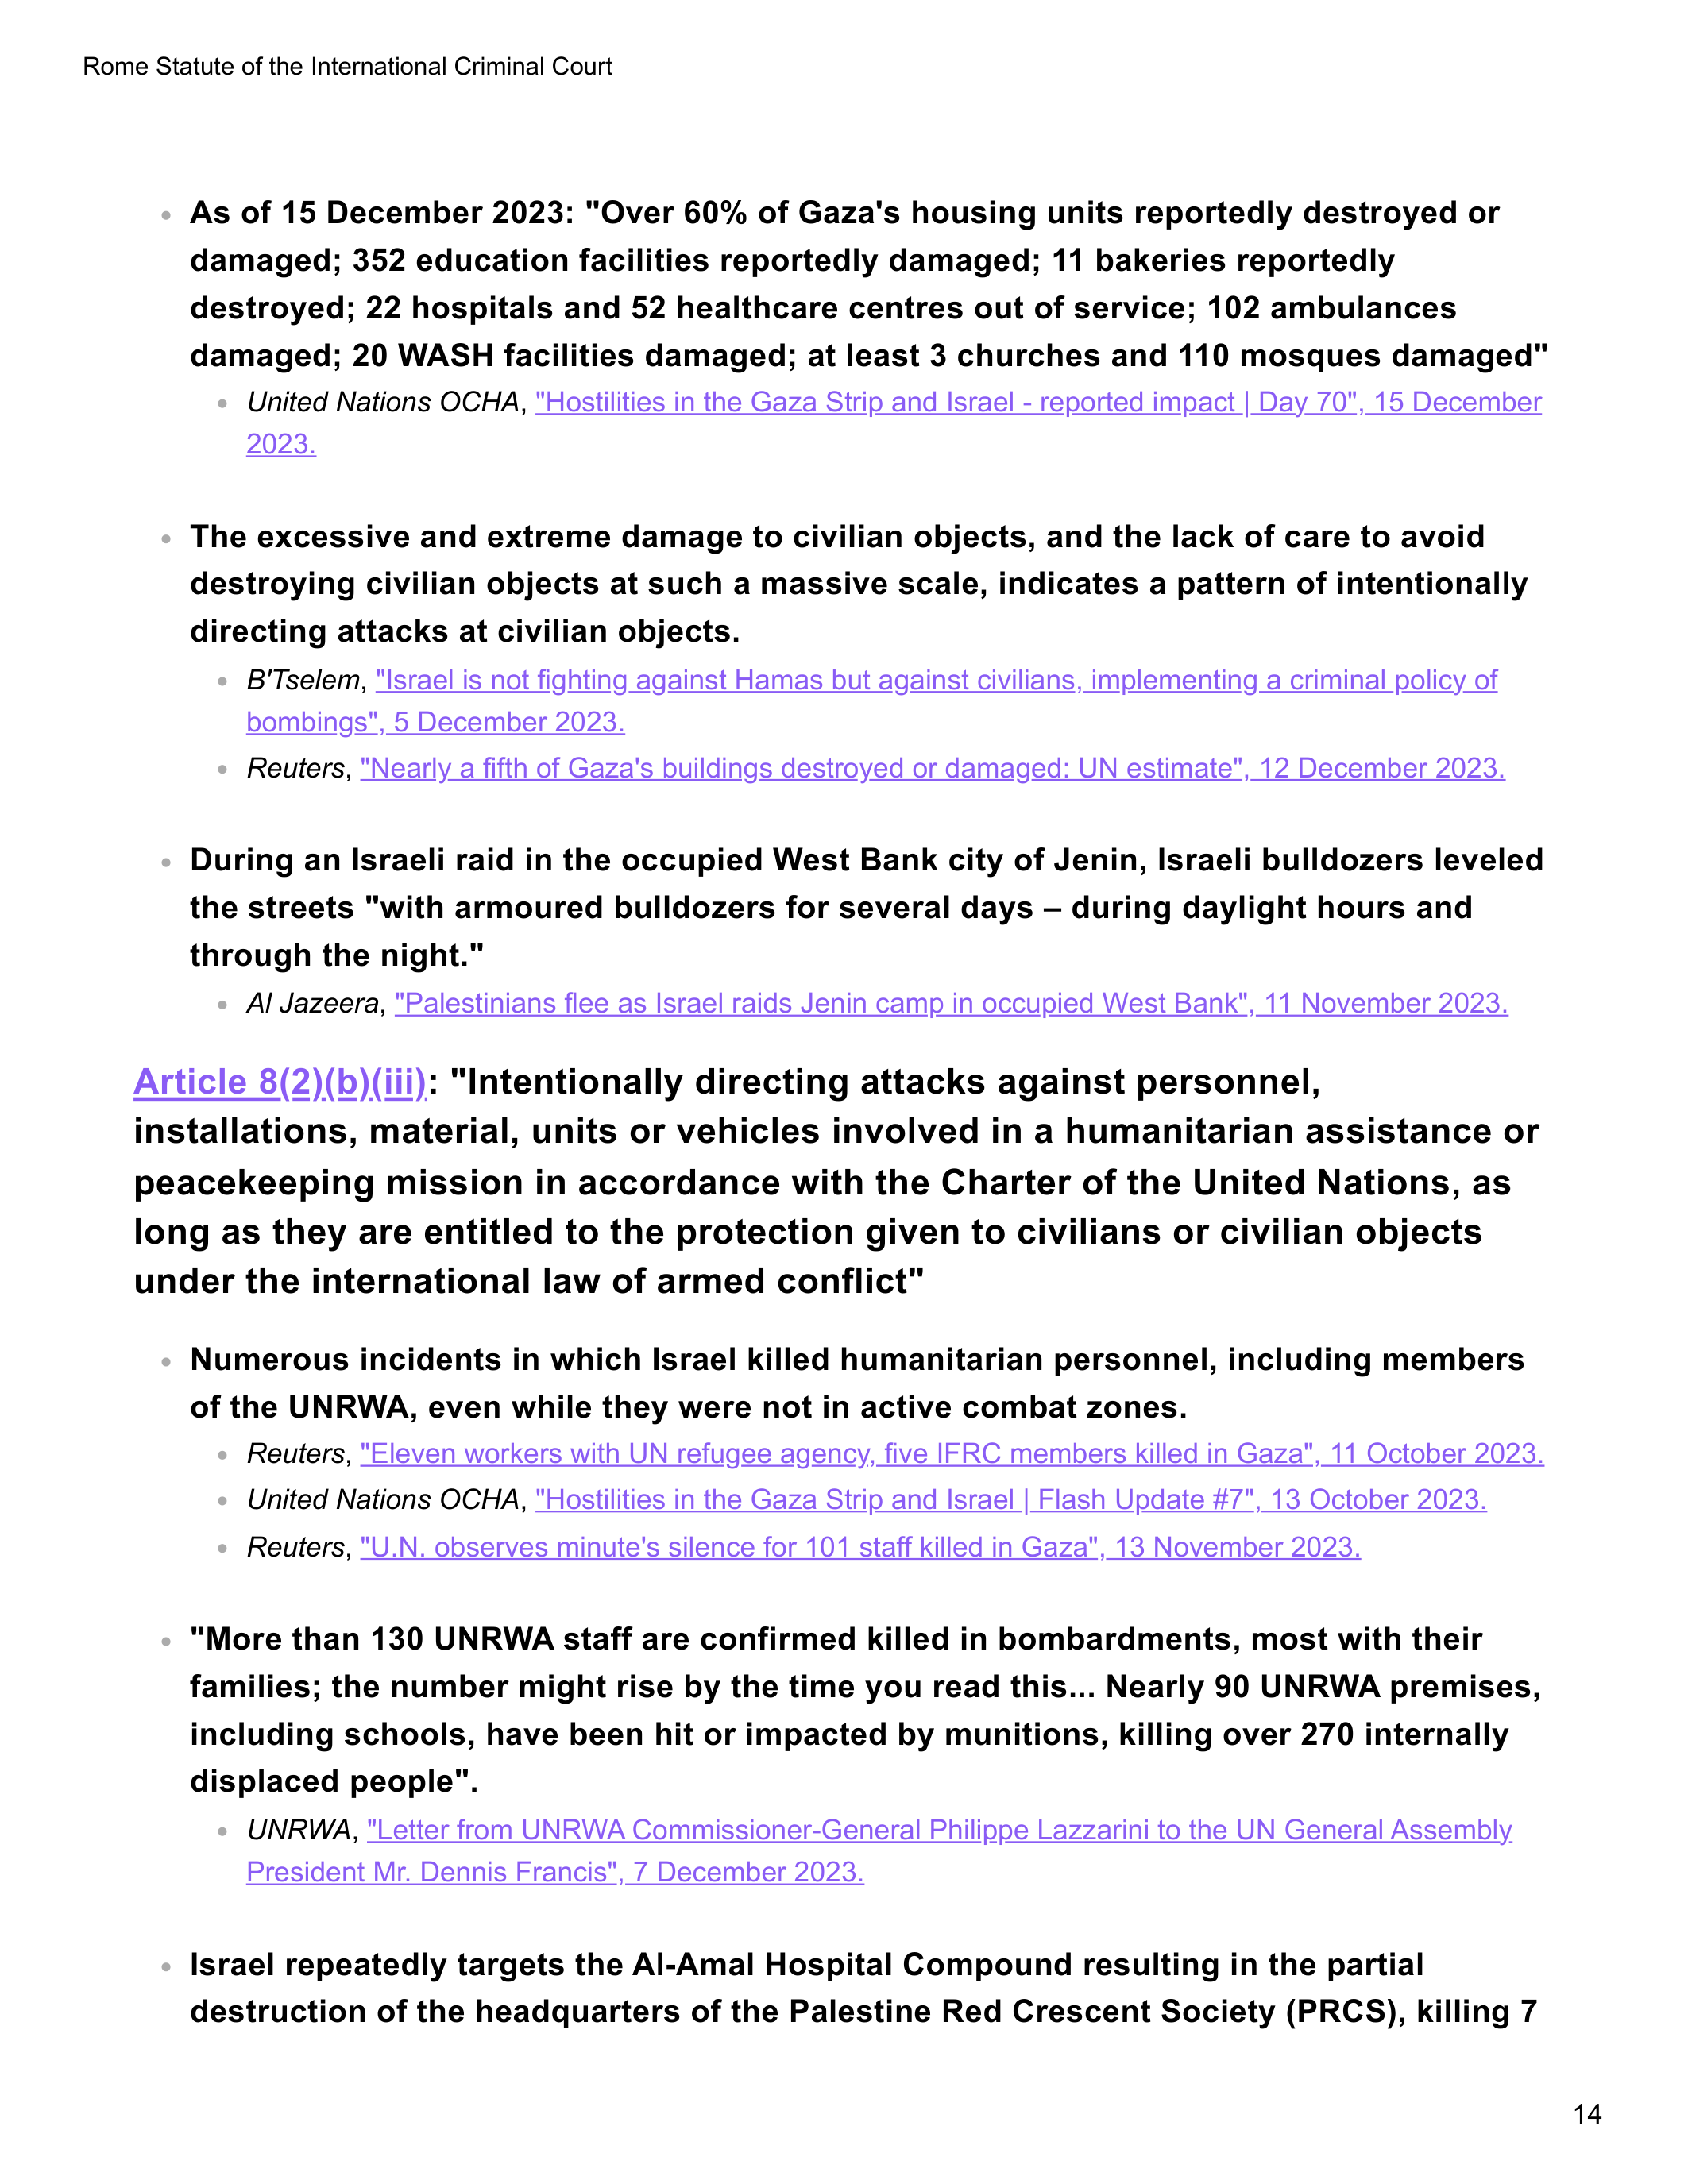 Rome Statute of the International Criminal Court
As of 15 December 2023: "Over 60% of Gaza's housing units reportedly destroyed or
damaged; 352 education facilities reportedly damaged; 11 bakeries reportedly
destroyed; 22 hospitals and 52 healthcare centres out of service; 102 ambulances
damaged; 20 WASH facilities damaged; at least 3 churches and 110 mosques damaged"
United Nations OCHA, "Hostilities in the Gaza Strip and Israel - reported impact | Day 70", 15 December
2023.
The excessive and extreme damage to civilian objects, and the lack of care to avoid
destroying civilian objects at such a massive scale, indicates a pattern of intentionally
directing attacks at civilian objects.
B'Tselem, "Israel is not fighting against Hamas but against civilians, implementing a criminal policy of
bombings", 5 December 2023.
Reuters, "Nearly a fifth of Gaza's buildings destroyed or damaged: UN estimate", 12 December 2023.
During an Israeli raid in the occupied West Bank city of Jenin, Israeli bulldozers leveled
the streets "with armoured bulldozers for several days – during daylight hours and
through the night."
Al Jazeera, "Palestinians flee as Israel raids Jenin camp in occupied West Bank", 11 November 2023.
Article 8(2)(b)(iii): "Intentionally directing attacks against personnel,
installations, material, units or vehicles involved in a humanitarian assistance or
peacekeeping mission in accordance with the Charter of the United Nations, as
long as they are entitled to the protection given to civilians or civilian objects
under the international law of armed conflict"
Numerous incidents in which Israel killed humanitarian personnel, including members
of the UNRWA, even while they were not in active combat zones.
Reuters, "Eleven workers with UN refugee agency, five IFRC members killed in Gaza", 11 October 2023.
United Nations OCHA, "Hostilities in the Gaza Strip and Israel | Flash Update #7", 13 October 2023.
Reuters, "U.N. observes minute's silence for 101 staff killed in Gaza", 13 November 2023.
"More than 130 UNRWA staff are confirmed killed in bombardments, most with their
families; the number might rise by the time you read this... Nearly 90 UNRWA premises,
including schools, have been hit or impacted by munitions, killing over 270 internally
displaced people".
UNRWA, "Letter from UNRWA Commissioner-General Philippe Lazzarini to the UN General Assembly
President Mr. Dennis Francis", 7 December 2023.
Israel repeatedly targets the Al-Amal Hospital Compound resulting in the partial
destruction of the headquarters of the Palestine Red Crescent Society (PRCS), killing 7
14